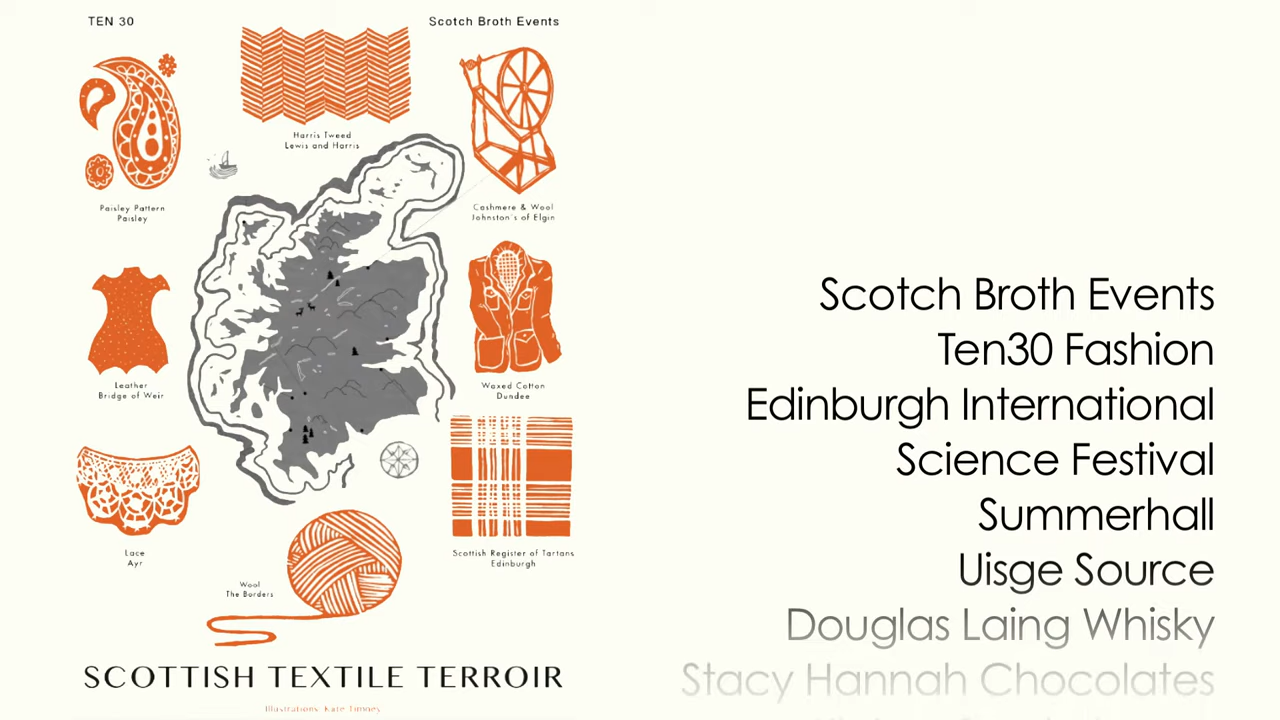 TEN 30
Scotch Broth Events
Harris Tweed
Lewis and Harris
Paisley Pattern
Paisley
Cashmere & Wool
Johnston's of Elgin
Leather
Bridge of Weir
Waxed Cotton
Dundee
Lace
Ayr
Scottish Register of Tartans
Edinburgh
Wool
The Borders
SCOTTISH TEXTILE TERROIR
Illustrations: Kate Timney
Scotch Broth Events
Ten30 Fashion
Edinburgh International
Science Festival
Summerhall
Uisge Source
Douglas Laing Whisky
Stacy Hannah Chocolates